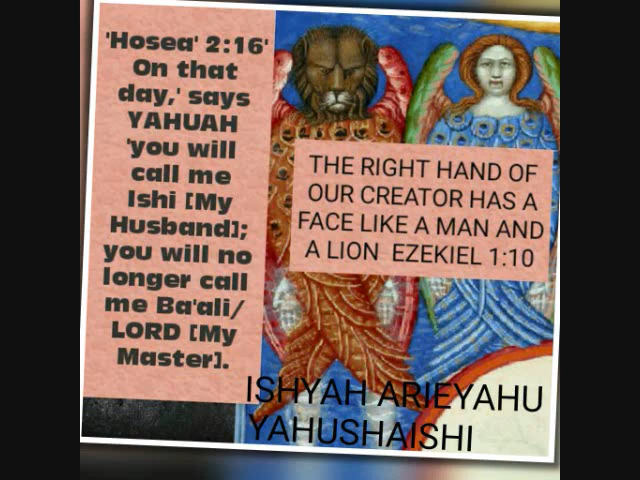 'Hosea' 2:16'
On that
day,' says
YAHUAH
'you will
call me
Ishi [My
Husband];
you will no
longer call
me Ba'ali/
LORD [My
Master].
THE RIGHT HAND OF
OUR CREATOR HAS A
FACE LIKE A MAN AND
A LION EZEKIEL 1:10
ISHYAH ARIEYAHU
YAHUSHAISHI